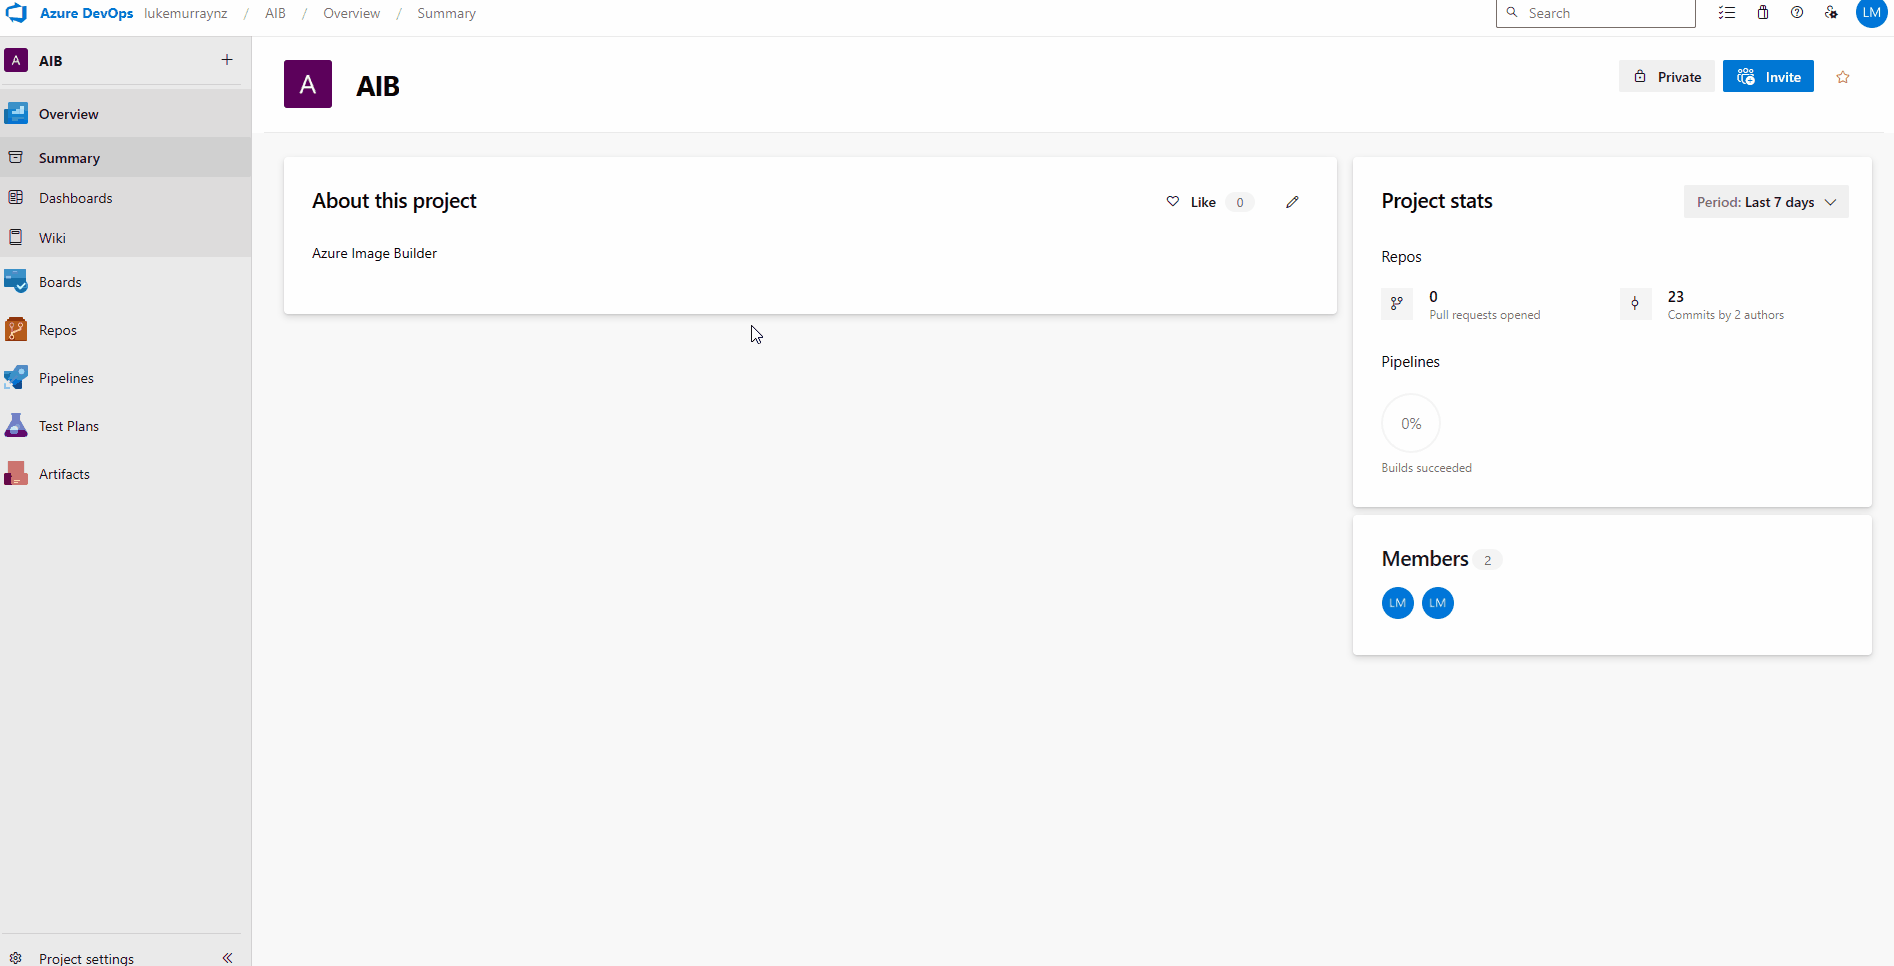 Azure DevOps lukemurraynz / AIB / Overview / Summary
Search
LM
A AIB +
Overview
Summary
Dashboards
Wiki
Boards
Repos
Pipelines
Test Plans
Artifacts
Project settings
A AIB
Private
Invite
About this project
Like 0
Azure Image Builder
Project stats
Period: Last 7 days
Repos
0
Pull requests opened
23
Commits by 2 authors
Pipelines
0%
Builds succeeded
Members 2
LM LM